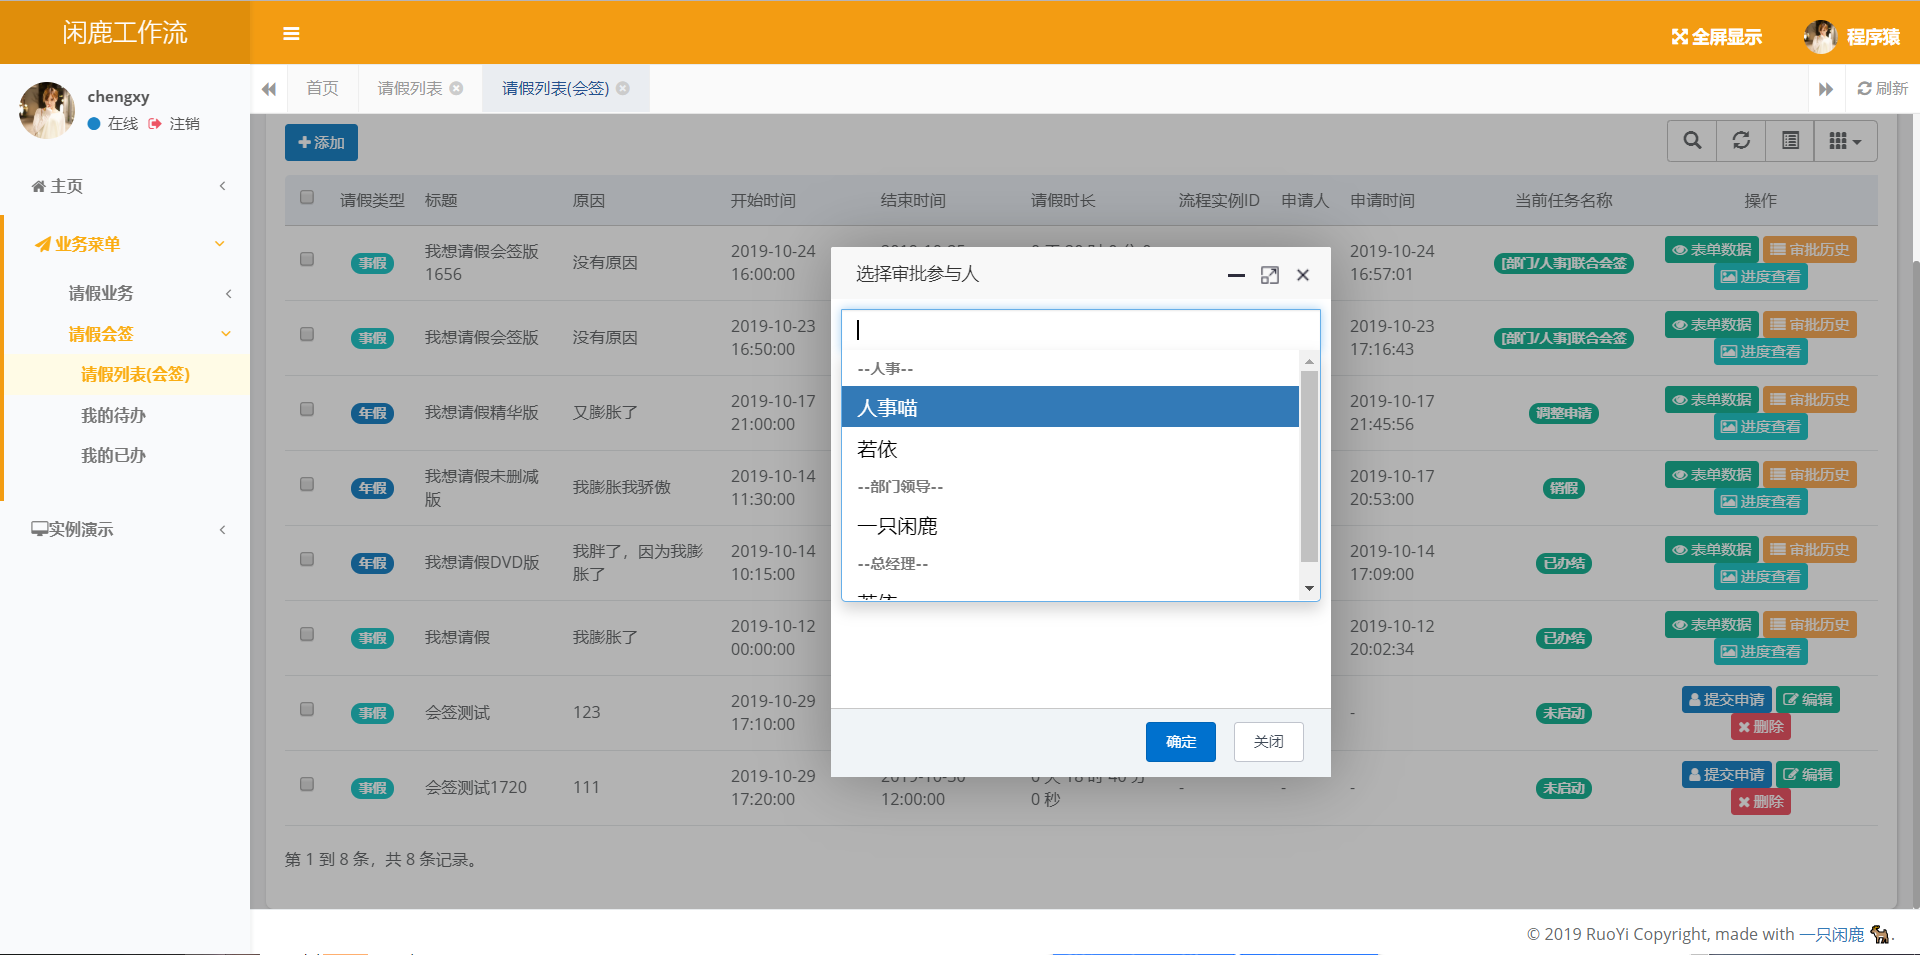 闲鹿工作流
全屏显示
程序猿
chengxy
在线 注销
首页 请假列表 请假列表(会签) 刷新
主页
业务菜单
请假业务
请假会签
请假列表(会签)
我的待办
我的已办
实例演示
添加
请假类型 标题 原因 开始时间 结束时间 请假时长 流程实例ID 申请人 申请时间 当前任务名称 操作
事假 我想请假会签版1656 没有原因 2019-10-24 16:00:00 2019-10-24 16:57:01 [部门/人事]联合会签 表单数据 审批历史 进度查看
事假 我想请假会签版 没有原因 2019-10-23 16:50:00 2019-10-23 17:16:43 [部门/人事]联合会签 表单数据 审批历史 进度查看
年假 我想请假精华版 又膨胀了 2019-10-17 21:00:00 2019-10-17 21:45:56 调整申请 表单数据 审批历史 进度查看
年假 我想请假未删减版 我膨胀我骄傲 2019-10-14 11:30:00 2019-10-17 20:53:00 销假 表单数据 审批历史 进度查看
年假 我想请假DVD版 我胖了，因为我膨胀了 2019-10-14 10:15:00 2019-10-14 17:09:00 已办结 表单数据 审批历史 进度查看
事假 我想请假 我膨胀了 2019-10-12 00:00:00 2019-10-12 20:02:34 已办结 表单数据 审批历史 进度查看
事假 会签测试 123 2019-10-29 17:10:00 - 未启动 提交申请 编辑 删除
事假 会签测试1720 111 2019-10-29 17:20:00 12:00:00 0 秒 - - - 未启动 提交申请 编辑 删除
第 1 到 8 条，共 8 条记录。
选择审批参与人
--人事--
人事喵
若依
--部门领导--
一只闲鹿
--总经理--
若依
确定 关闭
© 2019 RuoYi Copyright, made with 一只闲鹿 .